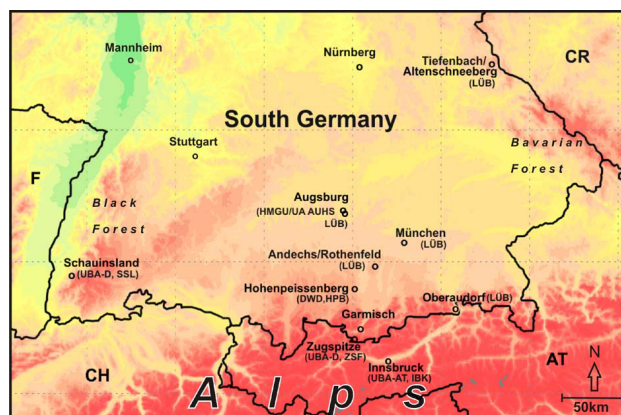 Mannheim
Nürnberg
Tiefenbach/
Altenschneeberg
(LÜB)
CR
South Germany
Stuttgart
Bavarian
Forest
F
Black
Forest
Augsburg
(HMGU/UA AUHS
LÜB)
München
(LÜB)
Andechs/Rothenfeld
(LÜB)
Schauinsland
(UBA-D, SSL)
Hohenpeissenberg
(DWD,HPB)
Oberaudorf(LÜB)
Garmisch
Zugspitze
(UBA-D, ZSF)
Innsbruck
(UBA-AT, IBK)
AT
N
CH
Alps
50km